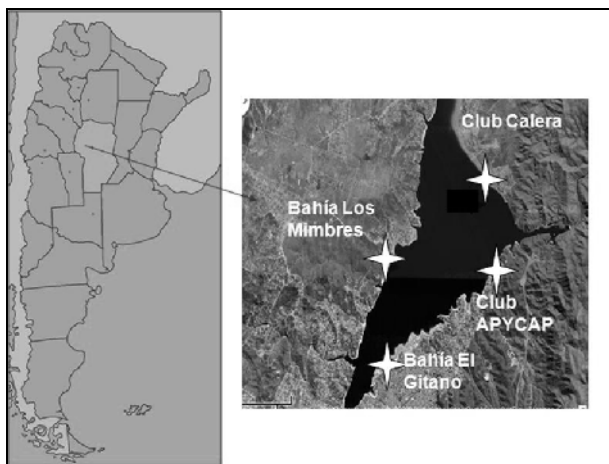 Club Calera
Bahía Los
Mimbres
Club
APYCAP
Bahía El
Gitano